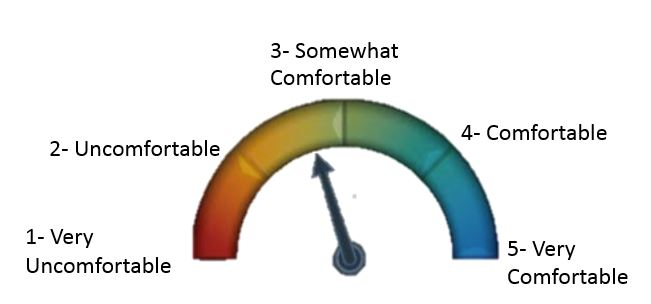 3- Somewhat
Comfortable
2- Uncomfortable
4- Comfortable
1- Very
Uncomfortable
5- Very
Comfortable